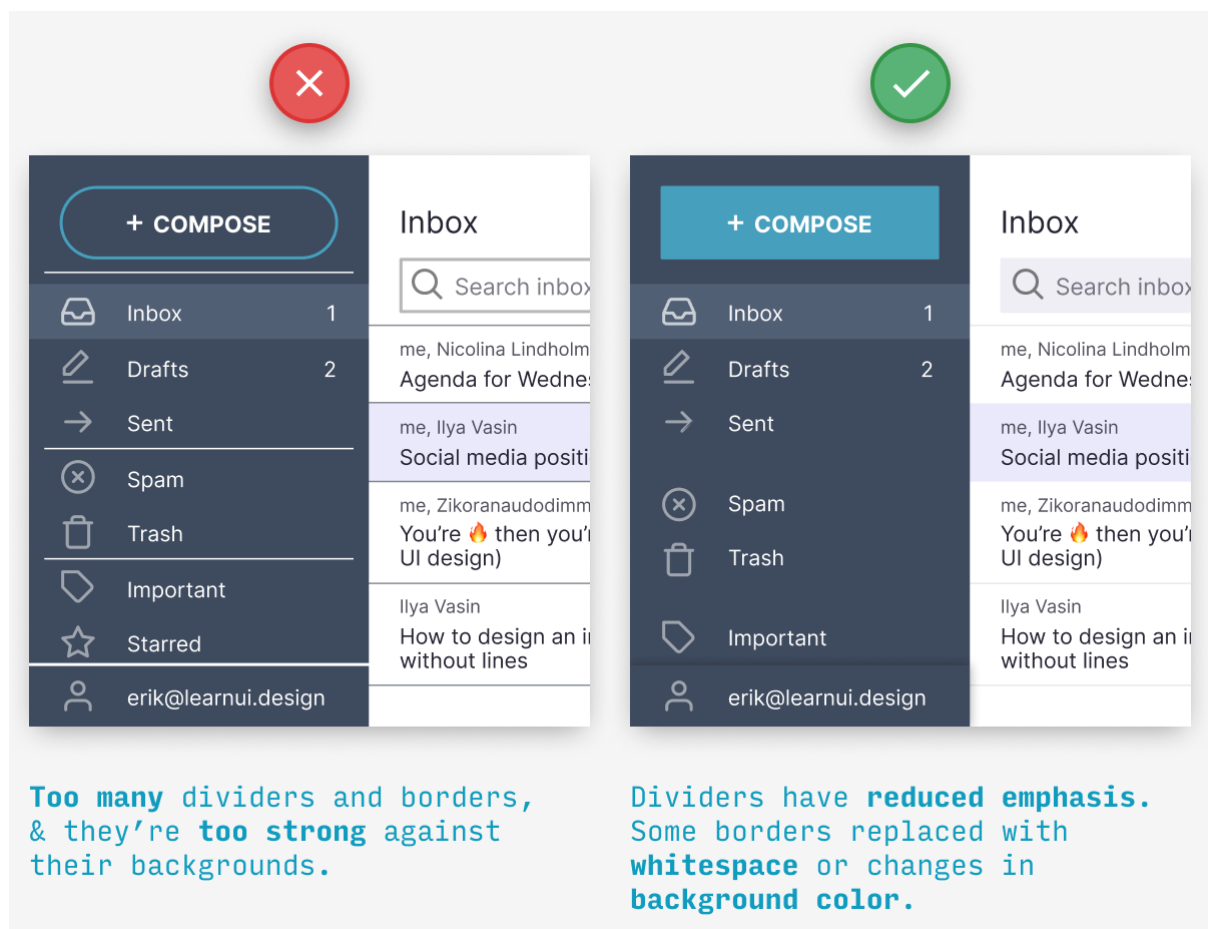 + COMPOSE
Inbox 1
Drafts 2
Sent
Spam
Trash
Important
Starred
erik@learnui.design
Inbox
Search inbox
me, Nicolina Lindholm
Agenda for Wednes
me, Ilya Vasin
Social media positi
me, Zikoranaudodimm
You’re 🔥 then you’r
UI design)
Ilya Vasin
How to design an i
without lines
Too many dividers and borders,
& they’re too strong against
their backgrounds.
+ COMPOSE
Inbox 1
Drafts 2
Sent
Spam
Trash
Important
erik@learnui.design
Inbox
Search inbox
me, Nicolina Lindholm
Agenda for Wednes
me, Ilya Vasin
Social media positi
me, Zikoranaudodimm
You’re 🔥 then you’r
UI design)
Ilya Vasin
How to design an i
without lines
Dividers have reduced emphasis.
Some borders replaced with
whitespace or changes in
background color.